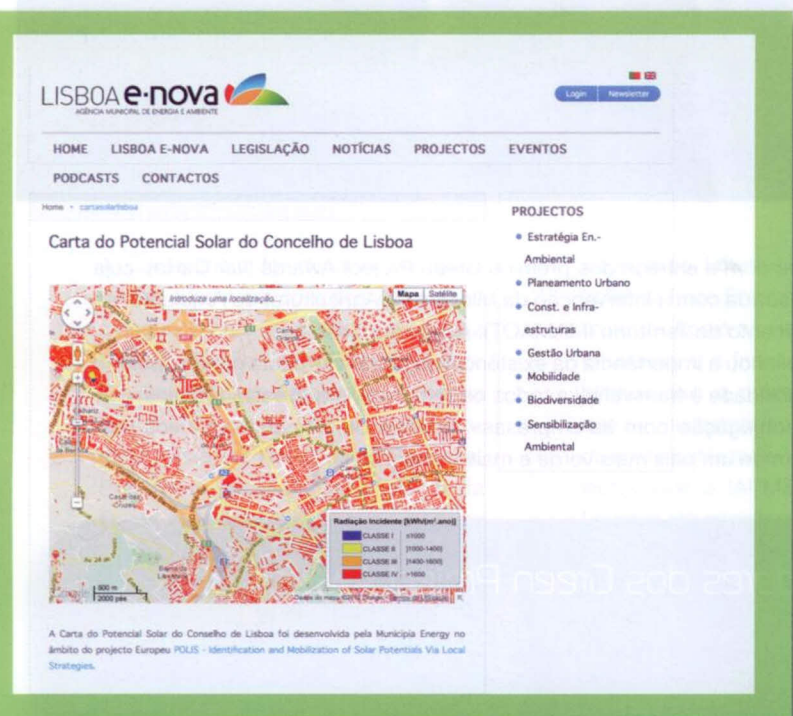 LISBOA e·nova
AGÊNCIA MUNICIPAL DE ENERGIA E AMBIENTE
Login Newsletter
HOME LISBOA E-NOVA LEGISLAÇÃO NOTÍCIAS PROJECTOS EVENTOS
PODCASTS CONTACTOS
Home cartasolarlisboa
Carta do Potencial Solar do Concelho de Lisboa
Introduza uma localização...
Mapa Satélite
Radiação Incidente [kWh/(m².ano)]
CLASSE I ≤1000
CLASSE II ]1000-1400]
CLASSE III ]1400-1600]
CLASSE IV >1600
500 m
2000 pés
A Carta do Potencial Solar do Conselho de Lisboa foi desenvolvida pela Municipia Energy no
âmbito do projecto Europeu POLIS - Identification and Mobilization of Solar Potentials Via Local
Strategies.
PROJECTOS
Estratégia En.-
Ambiental
Planeamento Urbano
Const. e Infra-
estruturas
Gestão Urbana
Mobilidade
Biodiversidade
Sensibilização
Ambiental